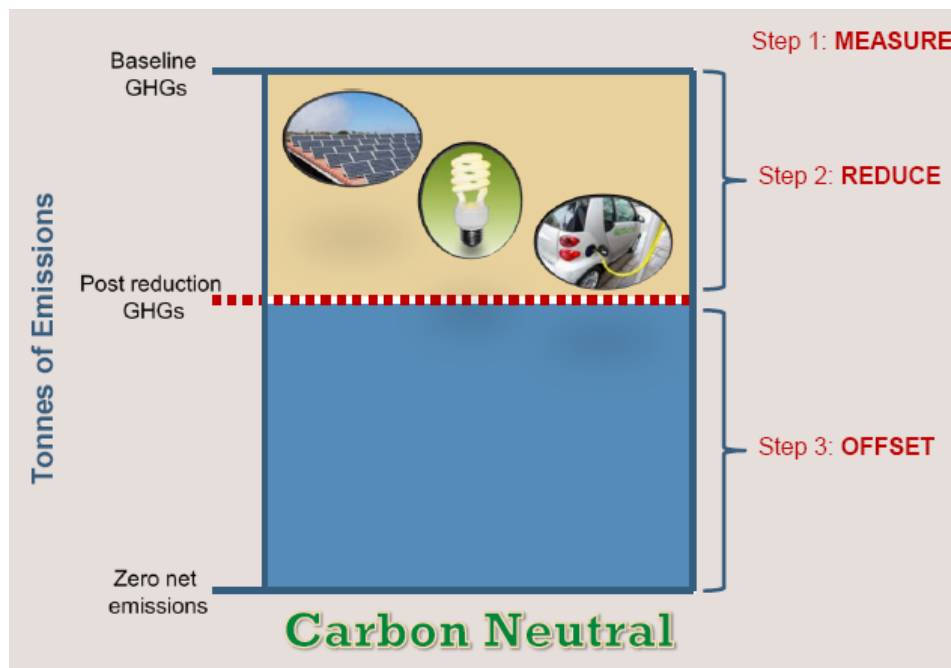 Step 1: MEASURE
Baseline
GHGs
Step 2: REDUCE
Post reduction
GHGs
Tonnes of Emissions
Step 3: OFFSET
Zero net
emissions
Carbon Neutral